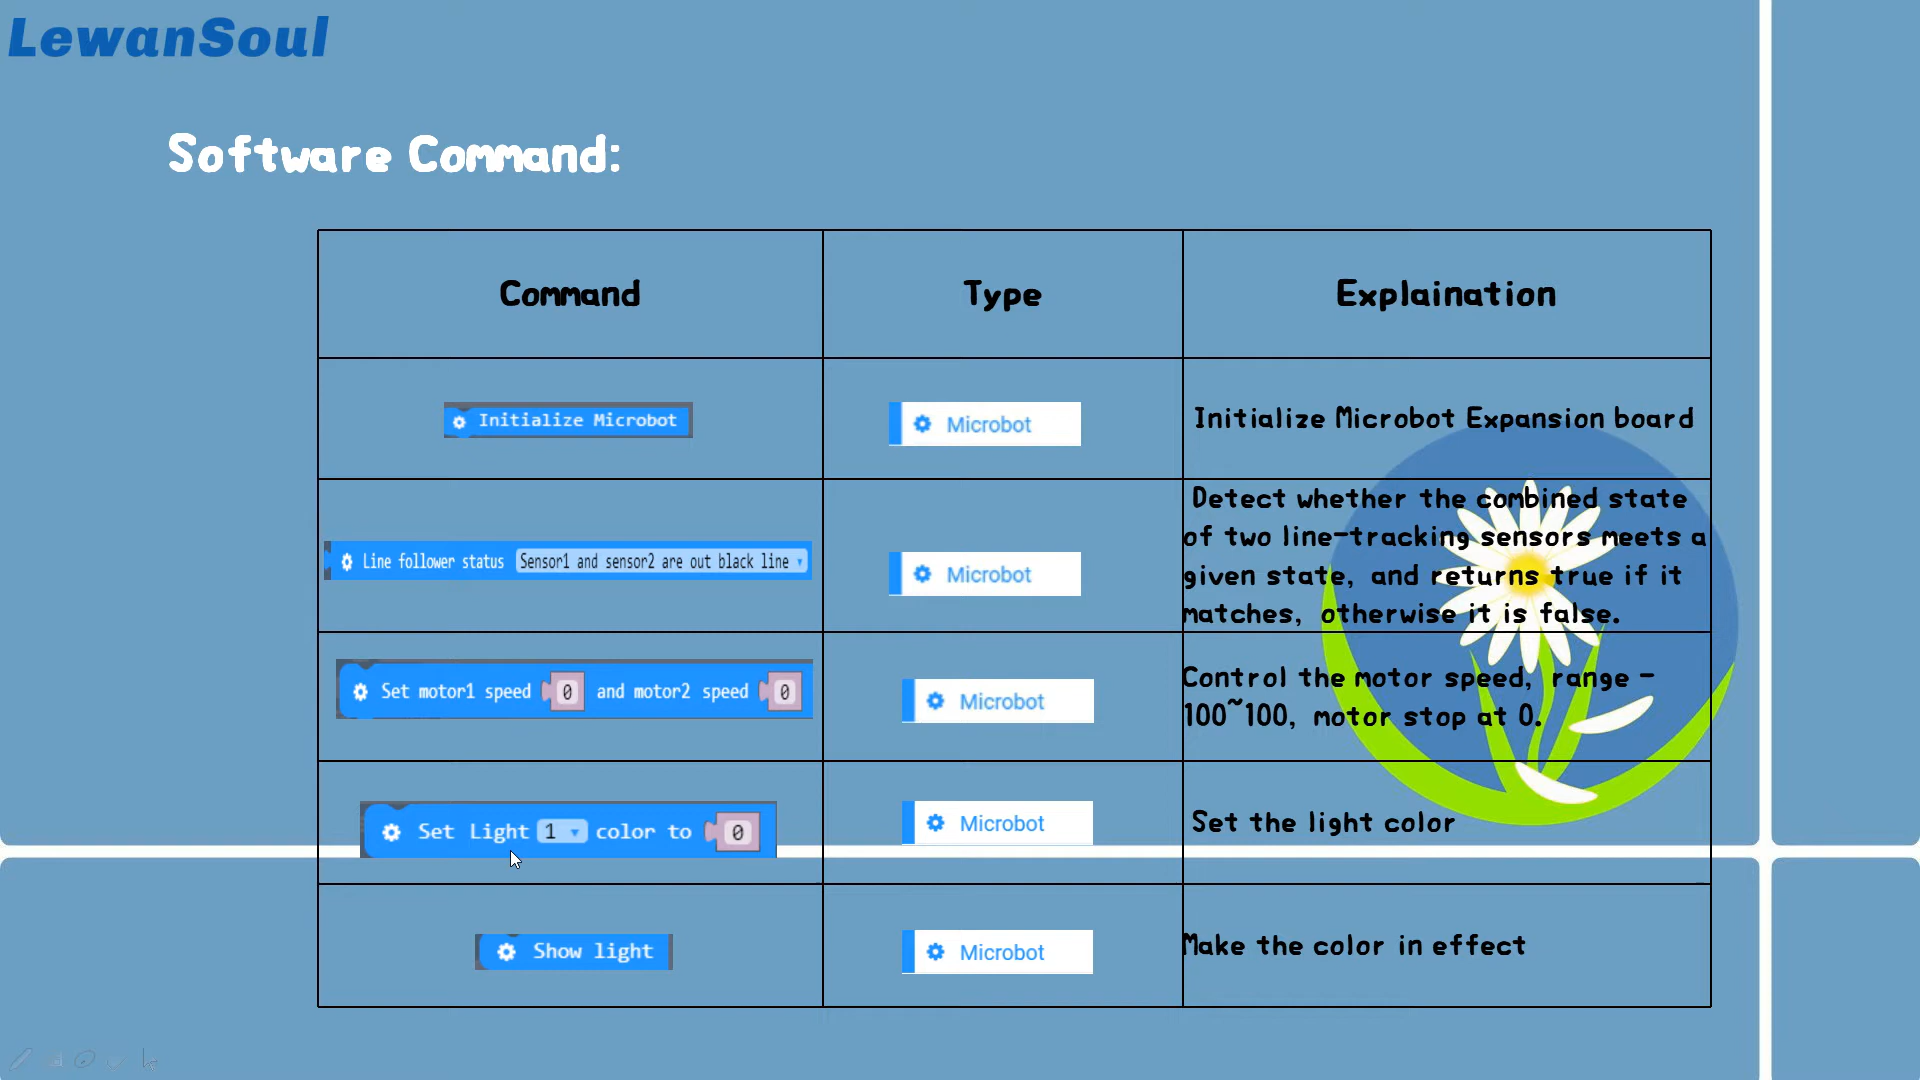 LewanSoul
Software Command:
Command
Type
Explaination
Initialize Microbot
Microbot
Initialize Microbot Expansion board
Line follower status Sensor1 and sensor2 are out black line
Microbot
Detect whether the combined state
of two line-tracking sensors meets a
given state, and returns true if it
matches, otherwise it is false.
Set motor1 speed 0 and motor2 speed 0
Microbot
Control the motor speed, range -
100~100, motor stop at 0.
Set Light 1 color to 0
Microbot
Set the light color
Show light
Microbot
Make the color in effect